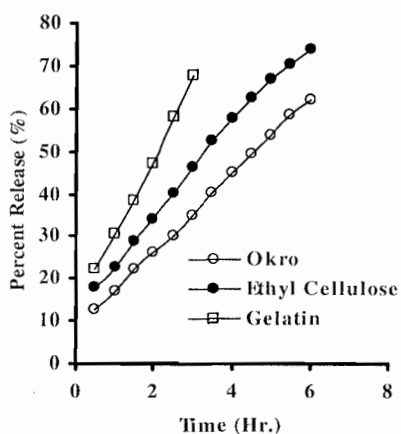 80
70
60
50
40
30
20
10
0
Percent Release (%)
Okro
Ethyl Cellulose
Gelatin
0 2 4 6 8
Time (Hr.)